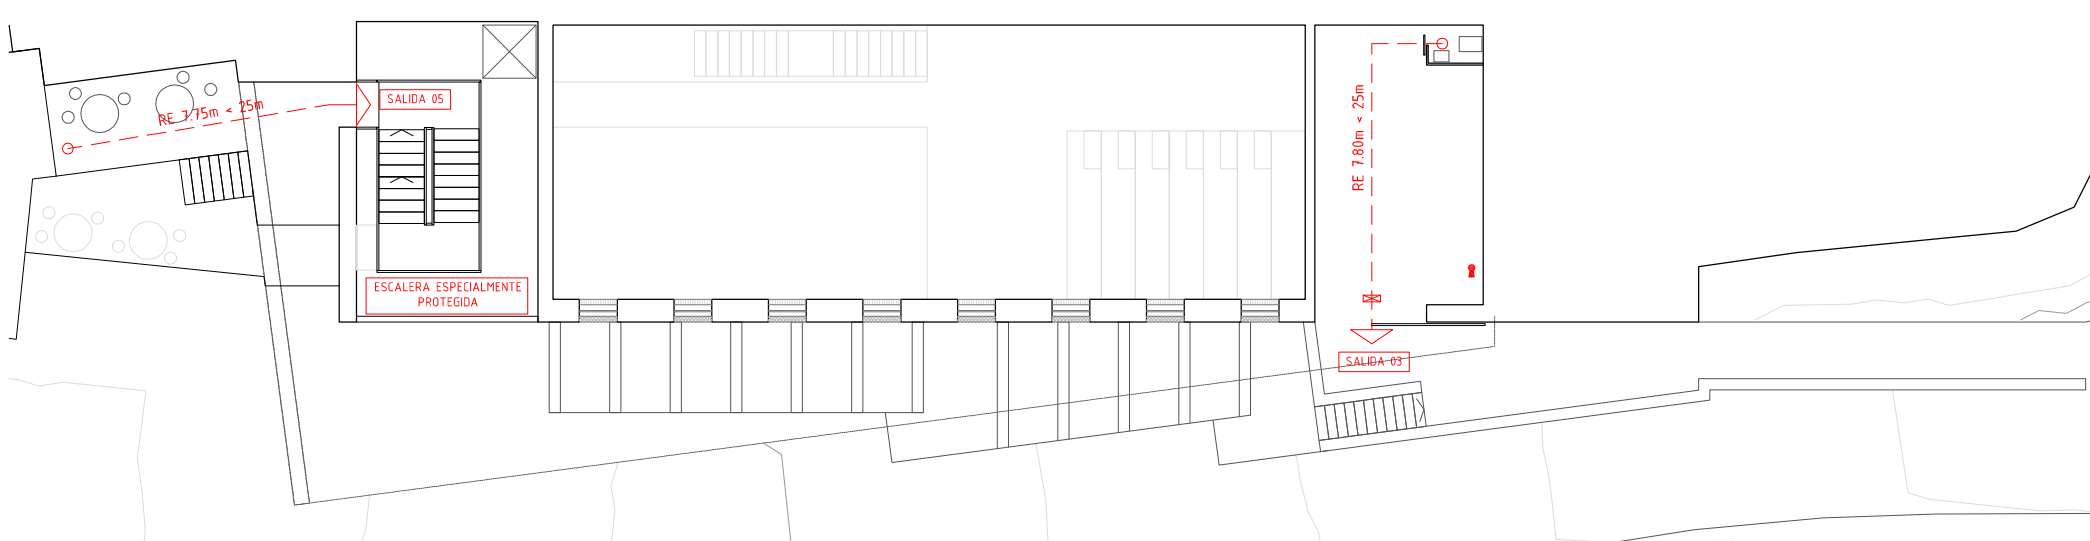 RE 7.75m < 25m
SALIDA 05
ESCALERA ESPECIALMENTE
PROTEGIDA
RE 7.80m < 25m
SALIDA 03